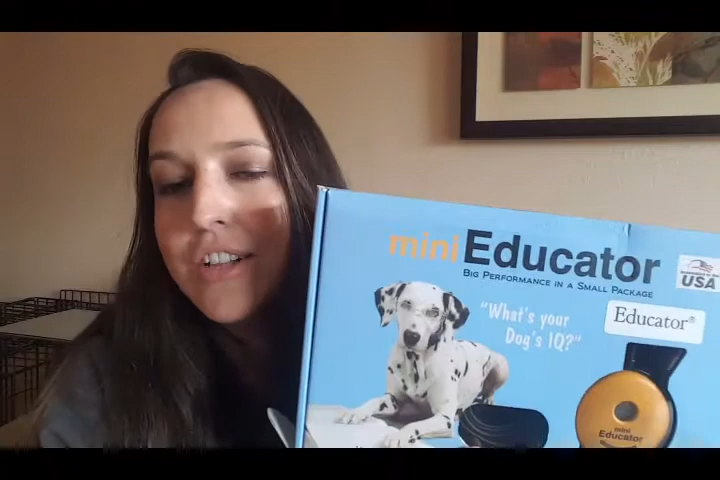 mini Educator
BIG PERFORMANCE IN A SMALL PACKAGE
USA
Educator®
"What's your
Dog's IQ?"
mini
Educator